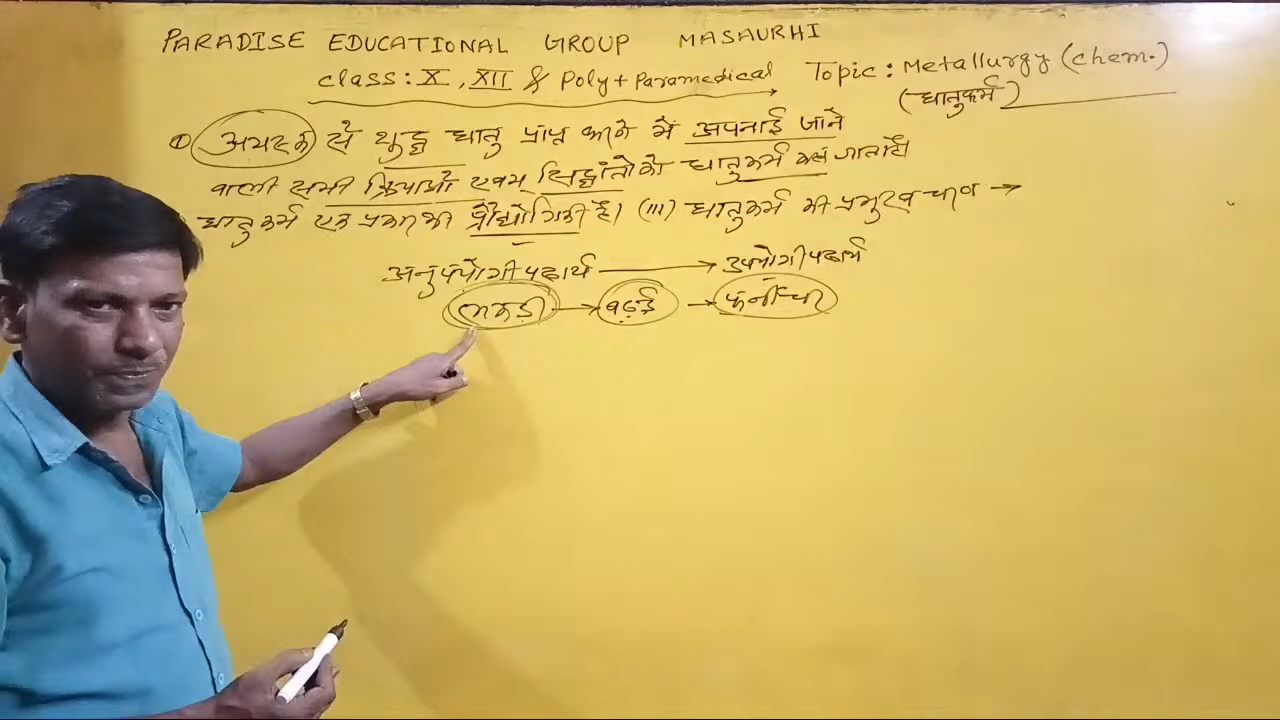 PARADISE EDUCATIONAL GROUP MASAURHI
class: X, XII & Poly + Paramedical Topic: Metallurgy (chem.)
(धातुकर्म)
① अयस्क से शुद्ध धातु प्राप्त करने में अपनाई जाने
वाली सभी क्रियाओं एवम् सिद्धांतो को धातुकर्म कहा जाता है
धातुकर्म एक प्रकार का प्रौद्योगिकी है। (III) धातुकर्म का प्रमुख चरण →
अनुपयोगी पदार्थ → उपयोगी पदार्थ
लकड़ी → बढ़ई → फर्नीचर